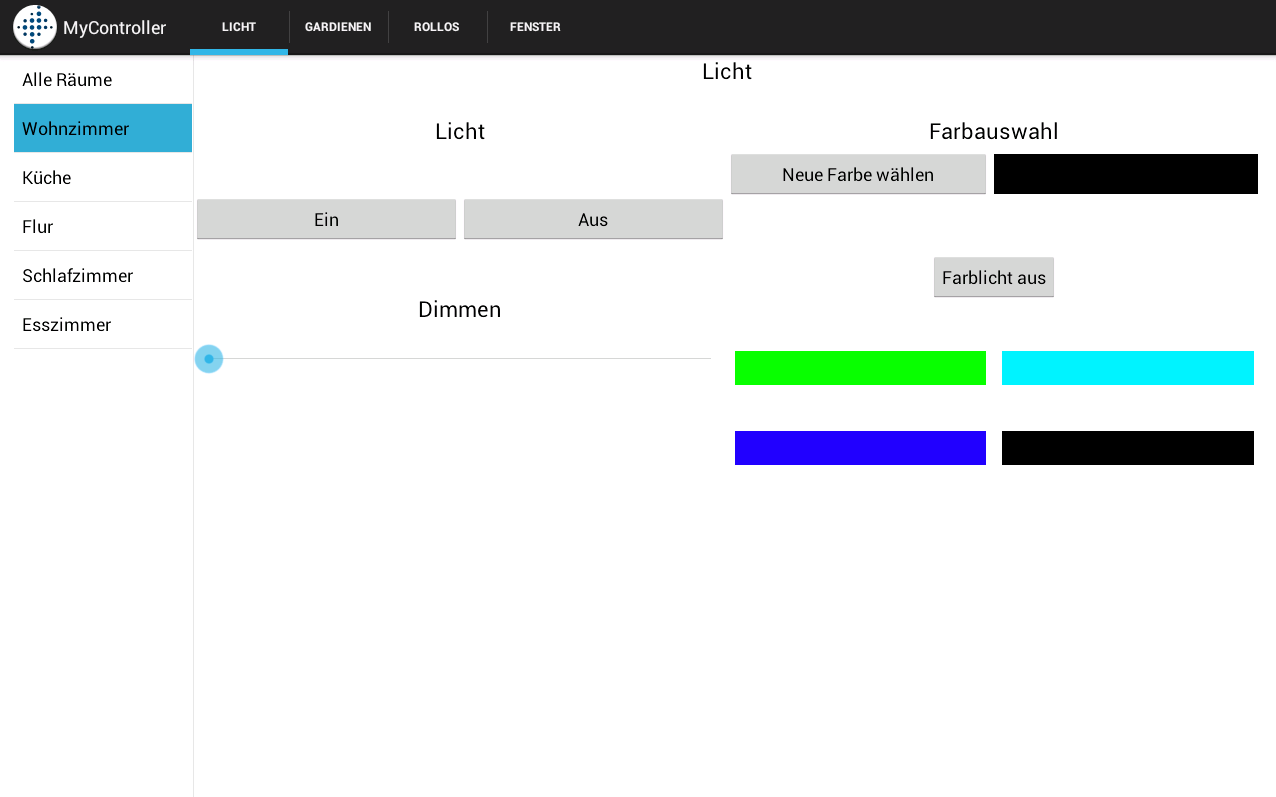 MyController
LICHT
GARDIENEN
ROLLOS
FENSTER
Alle Räume
Wohnzimmer
Küche
Flur
Schlafzimmer
Esszimmer
Licht
Licht
Ein
Aus
Dimmen
Farbauswahl
Neue Farbe wählen
Farblicht aus